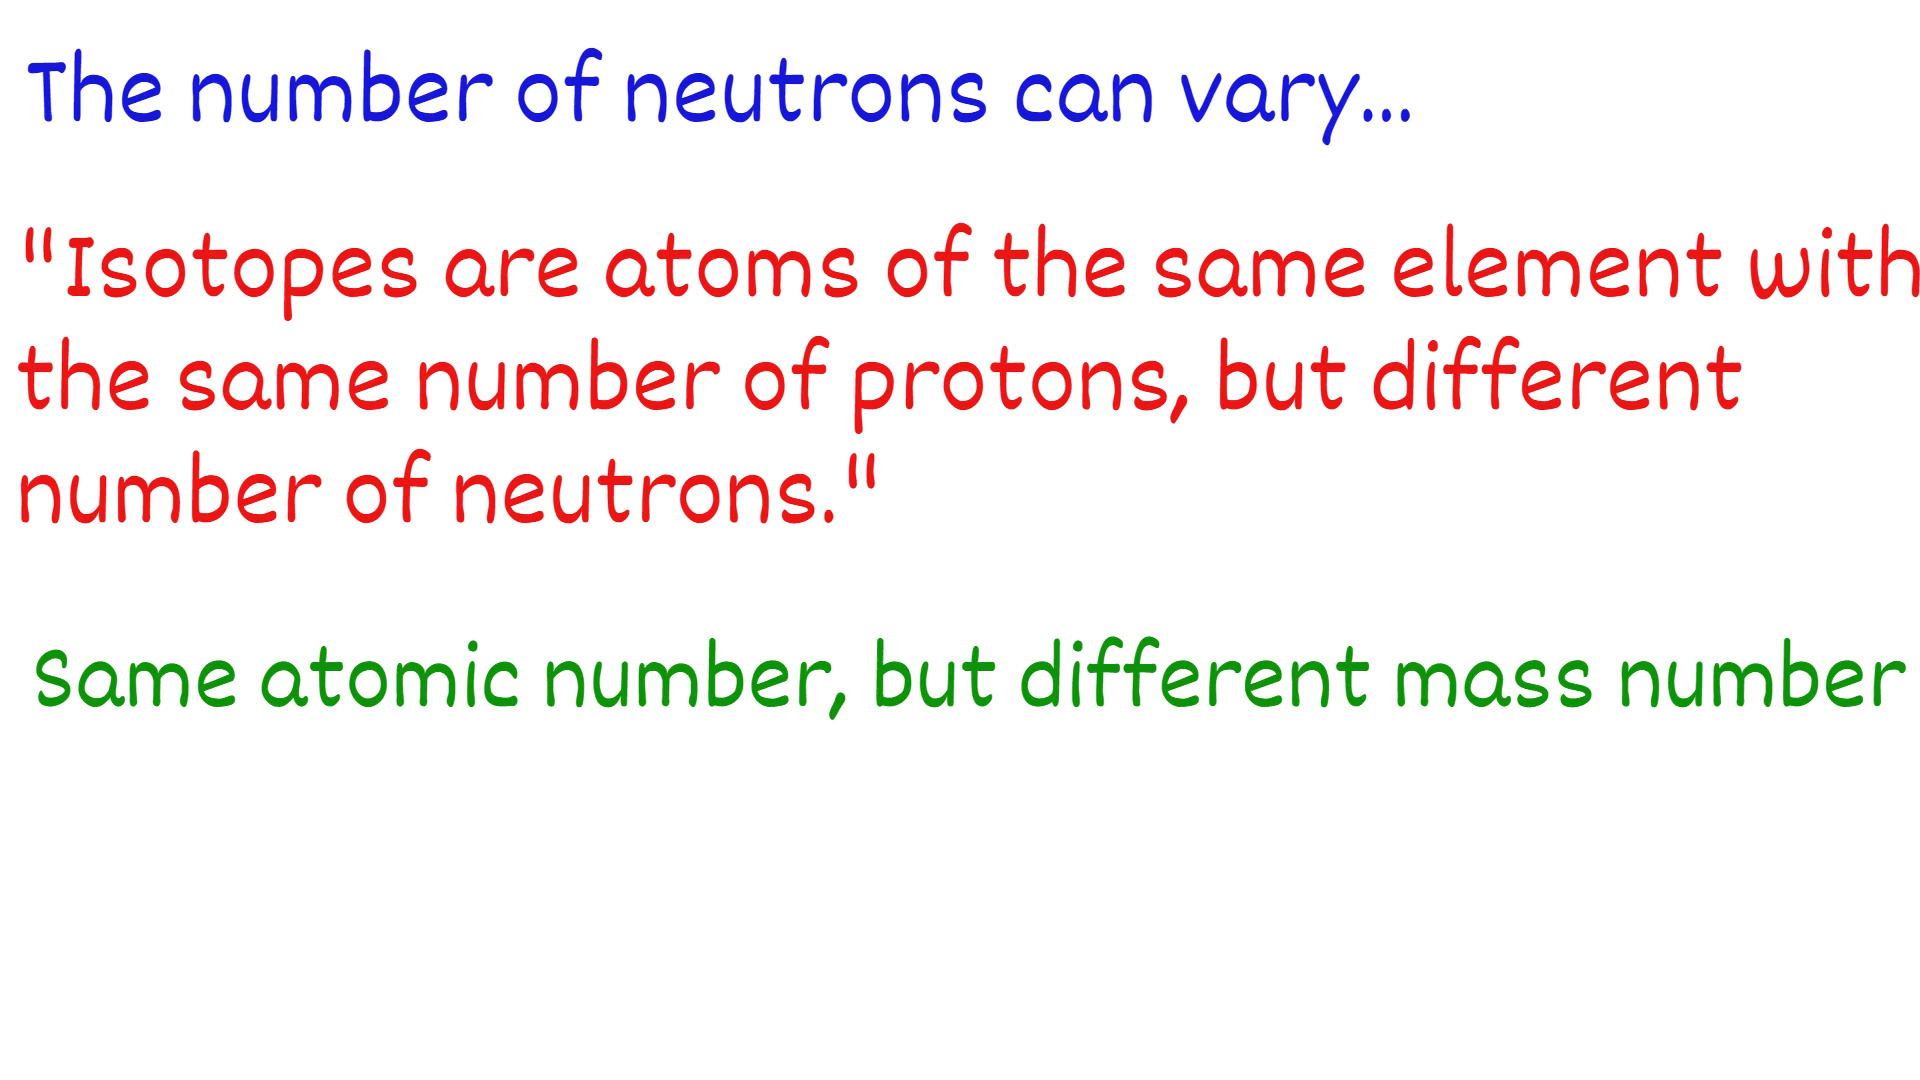 The number of neutrons can vary...
"Isotopes are atoms of the same element with
the same number of protons, but different
number of neutrons."
Same atomic number, but different mass number